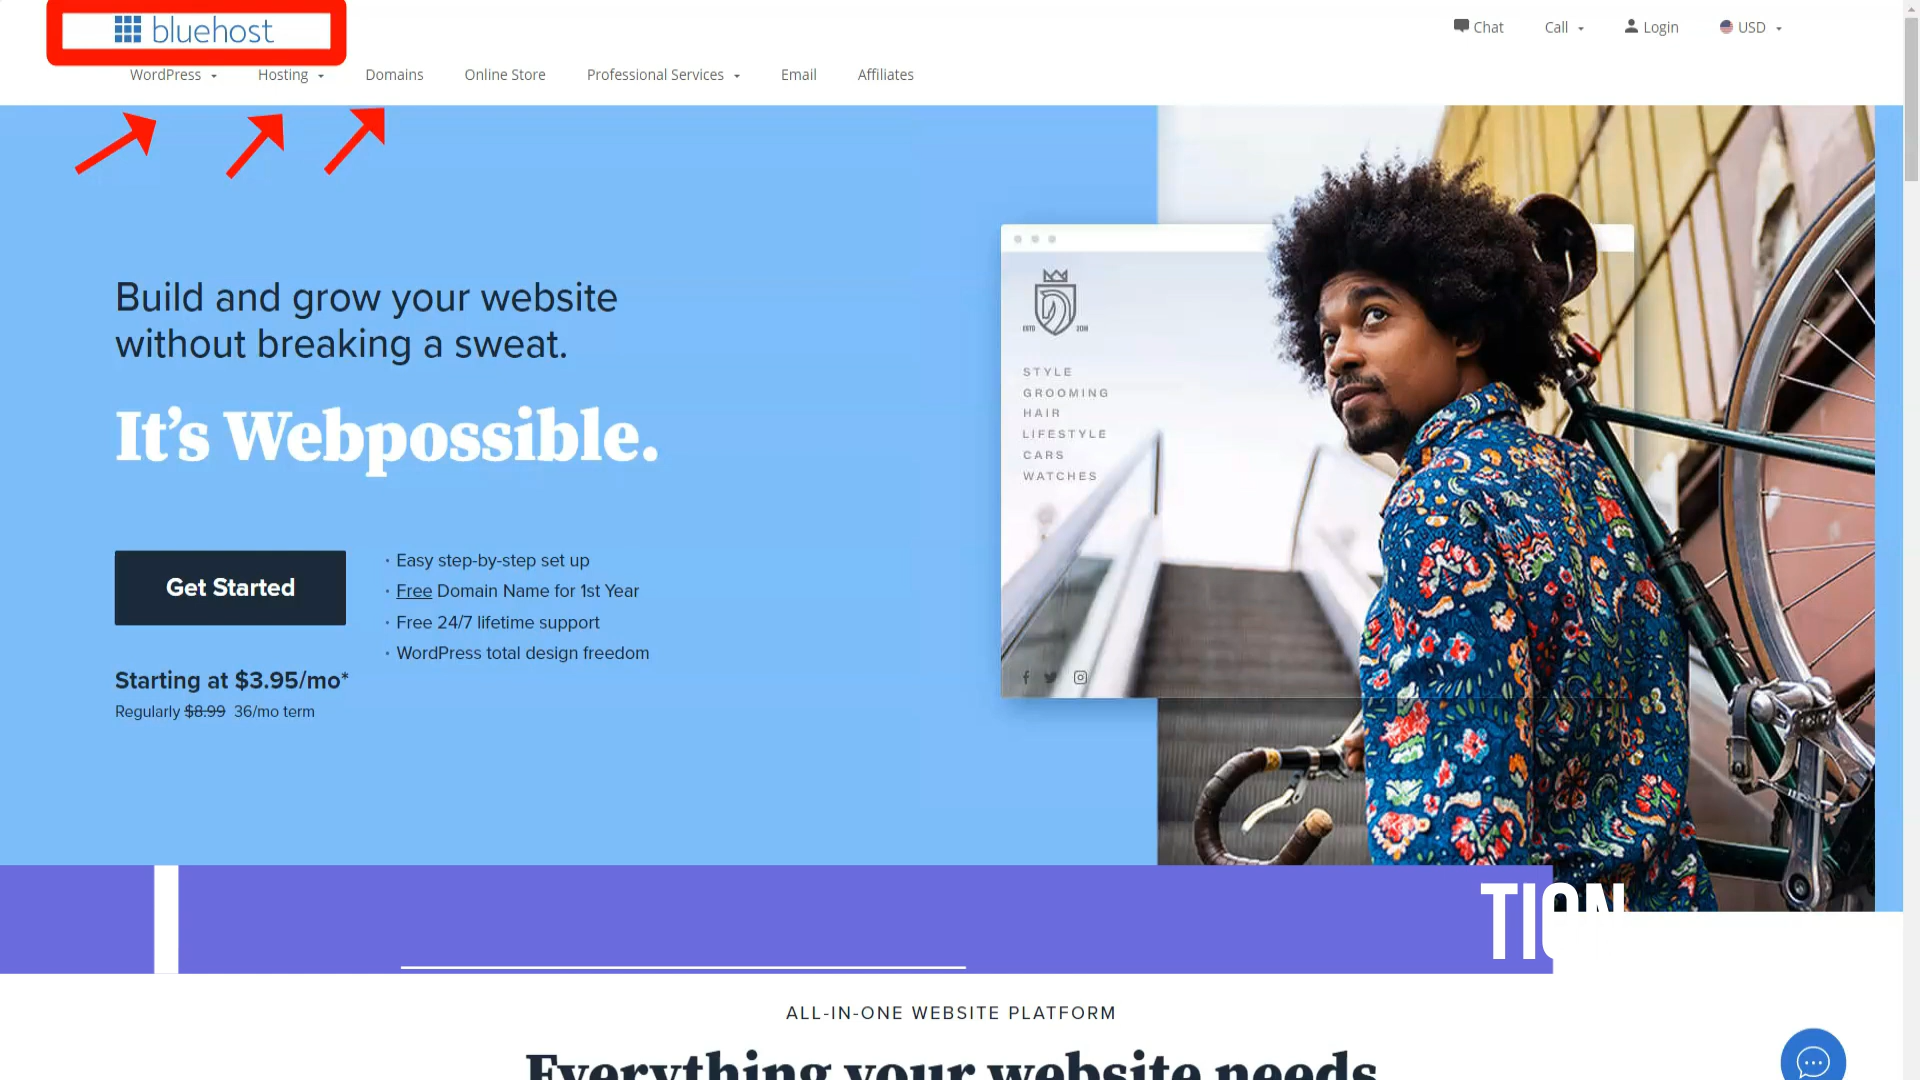 bluehost
Chat
Call
Login
USD
WordPress
Hosting
Domains
Online Store
Professional Services
Email
Affiliates
Build and grow your website
without breaking a sweat.
It's Webpossible.
Get Started
· Easy step-by-step set up
· Free Domain Name for 1st Year
· Free 24/7 lifetime support
· WordPress total design freedom
Starting at $3.95/mo*
Regularly $8.99 36/mo term
ESTD 2018
STYLE
GROOMING
HAIR
LIFESTYLE
CARS
WATCHES
TION
ALL-IN-ONE WEBSITE PLATFORM
Everything your website needs